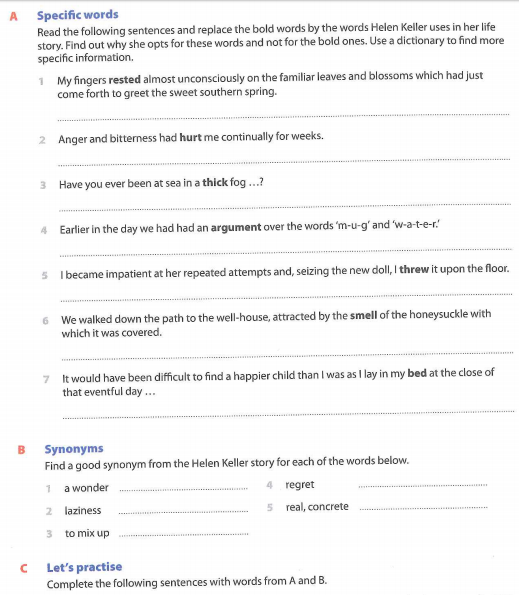 A Specific words
Read the following sentences and replace the bold words by the words Helen Keller uses in her life
story. Find out why she opts for these words and not for the bold ones. Use a dictionary to find more
specific information.
1 My fingers rested almost unconsciously on the familiar leaves and blossoms which had just
come forth to greet the sweet southern spring.
2 Anger and bitterness had hurt me continually for weeks.
3 Have you ever been at sea in a thick fog ...?
4 Earlier in the day we had had an argument over the words 'm-u-g' and 'w-a-t-e-r.'
5 I became impatient at her repeated attempts and, seizing the new doll, I threw it upon the floor.
6 We walked down the path to the well-house, attracted by the smell of the honeysuckle with
which it was covered.
7 It would have been difficult to find a happier child than I was as I lay in my bed at the close of
that eventful day ...
B Synonyms
Find a good synonym from the Helen Keller story for each of the words below.
1 a wonder 4 regret
2 laziness 5 real, concrete
3 to mix up
C Let's practise
Complete the following sentences with words from A and B.